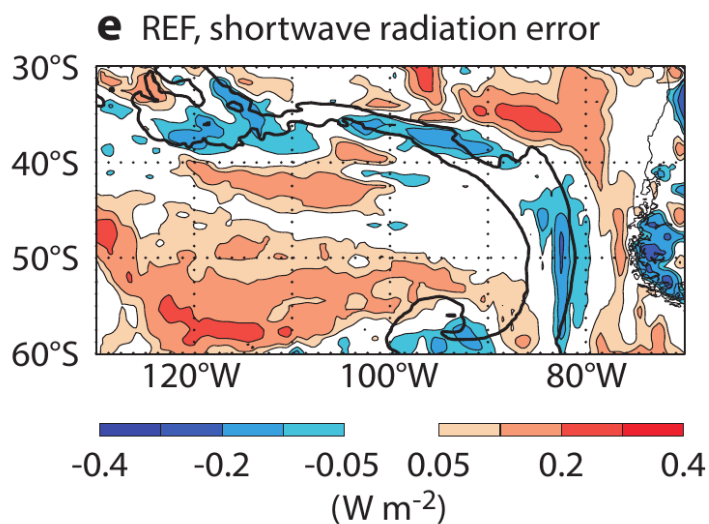 e REF, shortwave radiation error
30°S
40°S
50°S
60°S
120°W 100°W 80°W
-0.4 -0.2 -0.05 0.05 0.2 0.4
(W m-2)